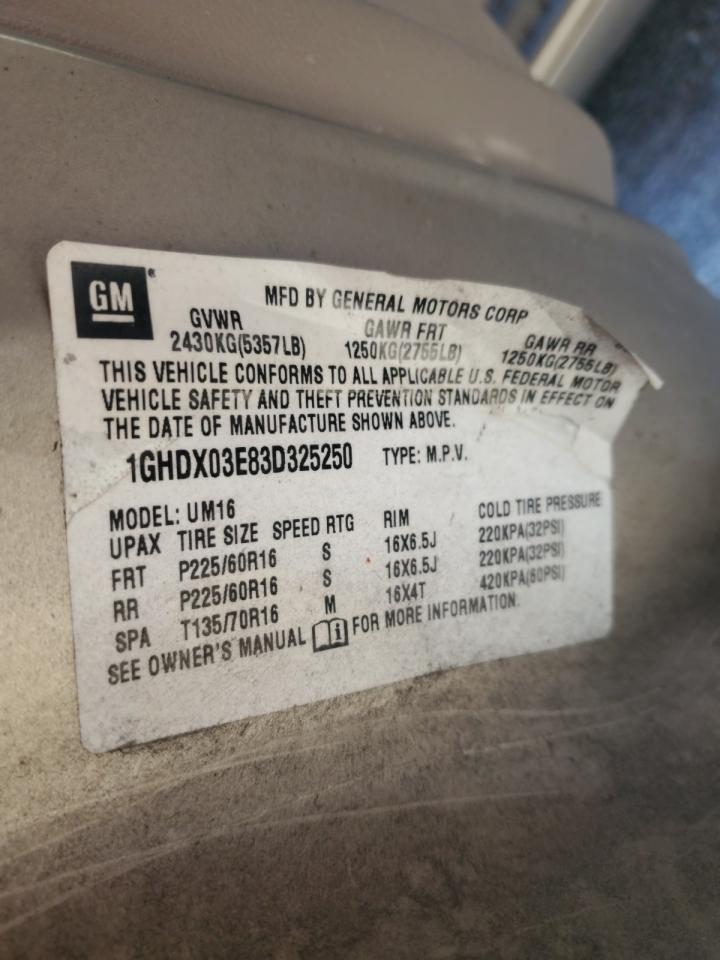 GM
MFD BY GENERAL MOTORS CORP
GVWR GAWR FRT GAWR RR
2430KG(5357LB) 1250KG(2755LB) 1250KG(2755LB)
THIS VEHICLE CONFORMS TO ALL APPLICABLE U.S. FEDERAL MOTOR
VEHICLE SAFETY AND THEFT PREVENTION STANDARDS IN EFFECT ON
THE DATE OF MANUFACTURE SHOWN ABOVE.
1GHDX03E83D325250 TYPE: M.P.V.
MODEL: UM16
UPAX TIRE SIZE SPEED RTG RIM COLD TIRE PRESSURE
FRT P225/60R16 S 16X6.5J 220KPA(32PSI)
RR P225/60R16 S 16X6.5J 220KPA(32PSI)
SPA T135/70R16 M 16X4T 420KPA(60PSI)
SEE OWNER'S MANUAL FOR MORE INFORMATION.